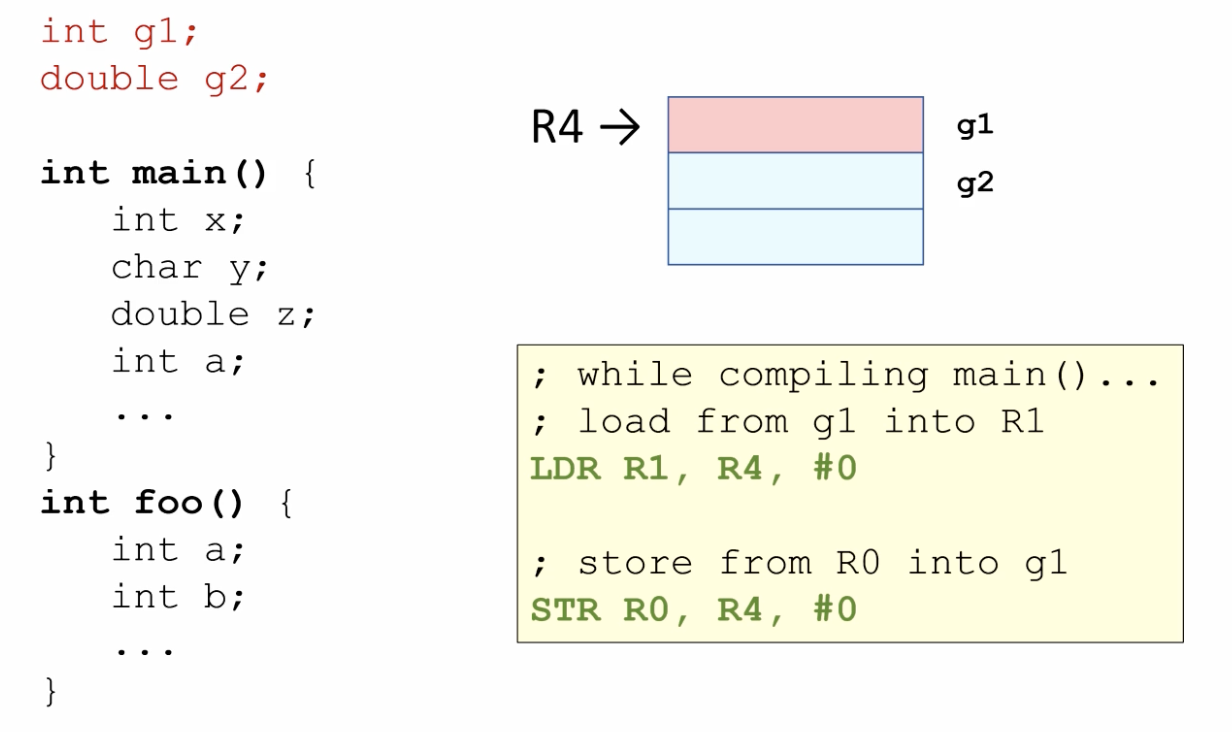 int g1;
double g2;
int main() {
int x;
char y;
double z;
int a;
...
}
int foo() {
int a;
int b;
...
}
R4 →
g1
g2
; while compiling main()...
; load from g1 into R1
LDR R1, R4, #0
; store from R0 into g1
STR R0, R4, #0